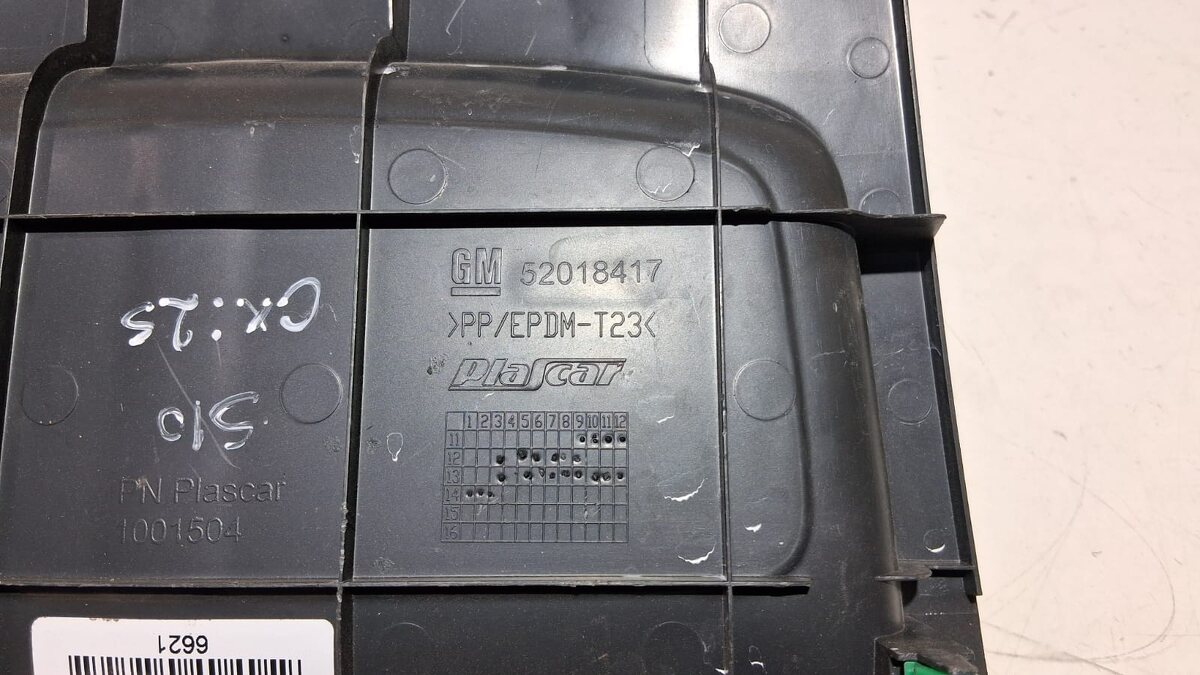 GM 52018417
>PP/EPDM-T23<
Plascar
1 2 3 4 5 6 7 8 9 10 11 12
11
12
13
14
15
16
CX:25
S10
PN Plascar
1001504
6621